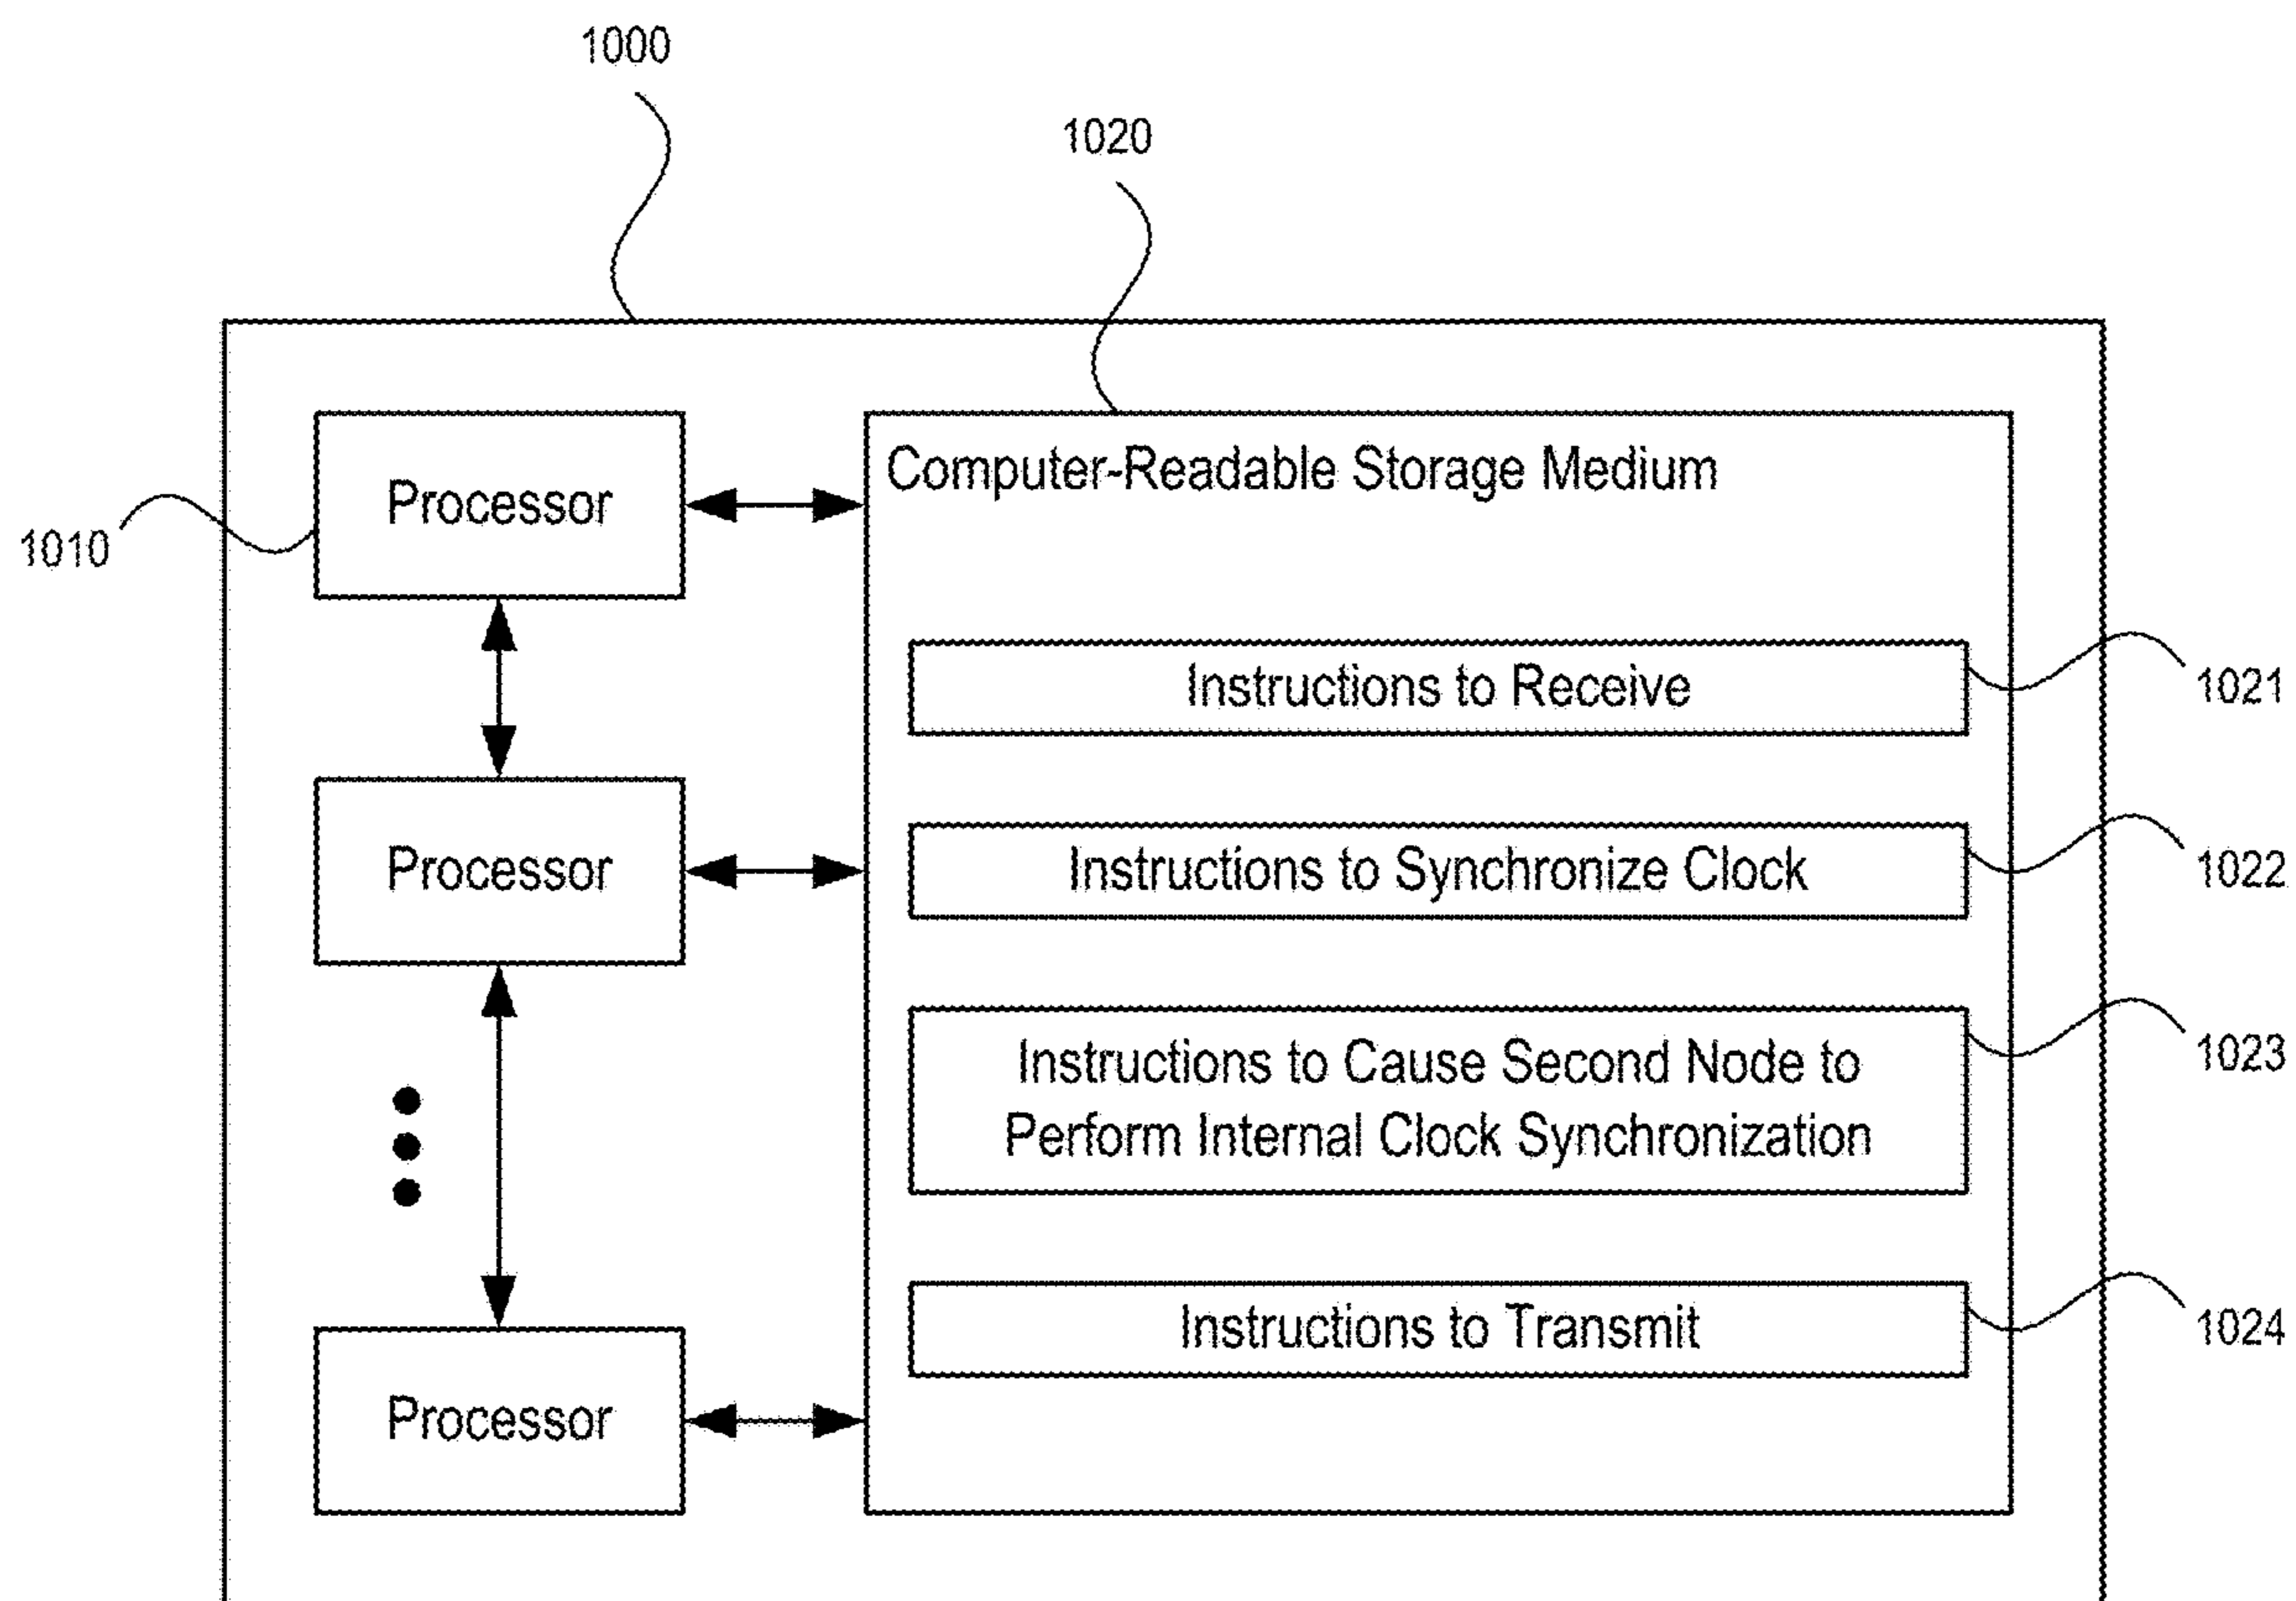 1000
1020
Processor
Computer-Readable Storage Medium
1010
Instructions to Receive
1021
Processor
Instructions to Synchronize Clock
1022
Instructions to Cause Second Node to
Perform Internal Clock Synchronization
1023
Instructions to Transmit
1024
Processor